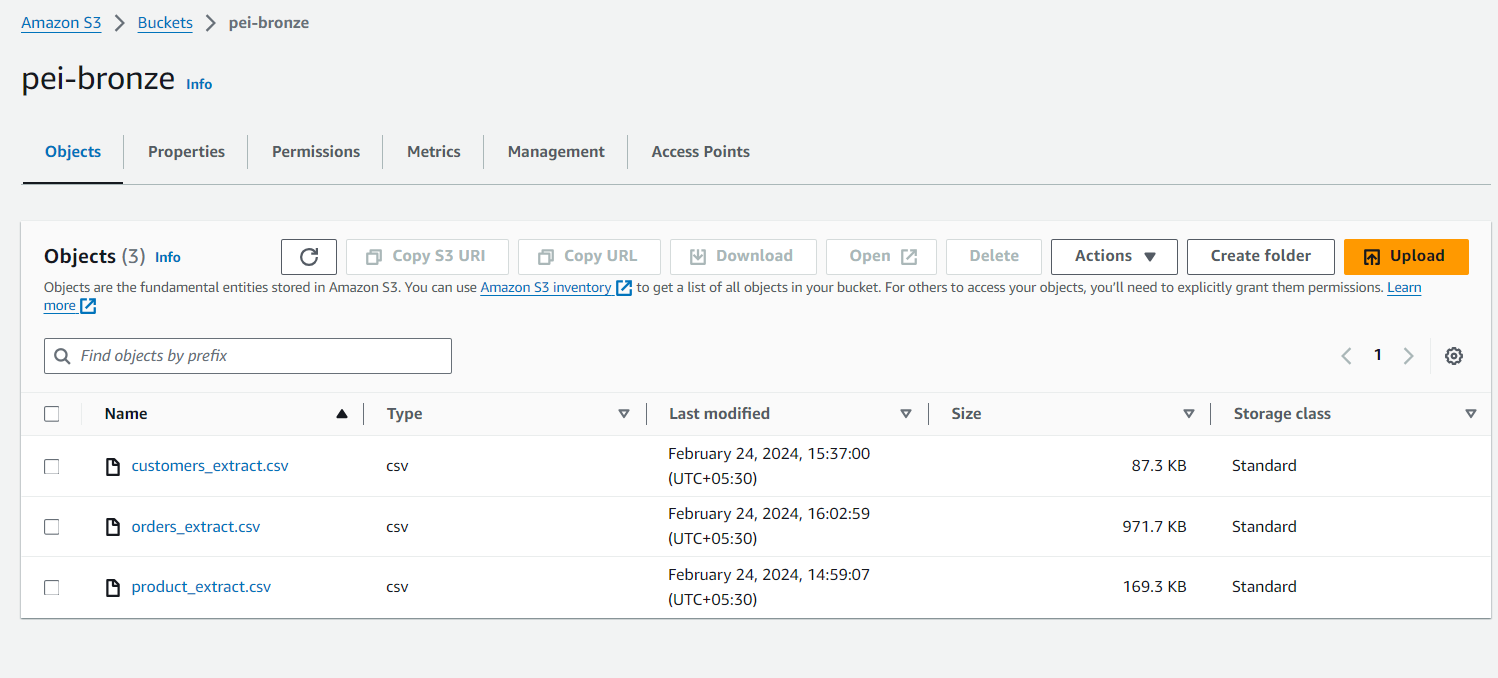 Amazon S3 > Buckets > pei-bronze
pei-bronze Info
Objects Properties Permissions Metrics Management Access Points
Objects (3) Info Copy S3 URI Copy URL Download Open Delete Actions Create folder Upload
Objects are the fundamental entities stored in Amazon S3. You can use Amazon S3 inventory to get a list of all objects in your bucket. For others to access your objects, you’ll need to explicitly grant them permissions. Learn
more
Find objects by prefix 1
Name Type Last modified Size Storage class
customers_extract.csv csv February 24, 2024, 15:37:00 87.3 KB Standard
(UTC+05:30)
orders_extract.csv csv February 24, 2024, 16:02:59 971.7 KB Standard
(UTC+05:30)
product_extract.csv csv February 24, 2024, 14:59:07 169.3 KB Standard
(UTC+05:30)